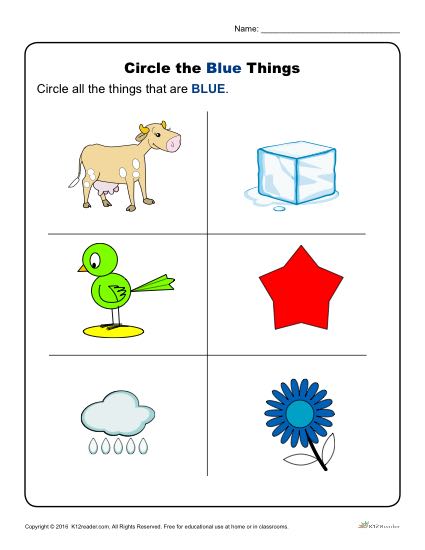 Name: ______________________________
Circle the Blue Things
Circle all the things that are BLUE.
Copyright © 2016 K12reader.com. All Rights Reserved. Free for educational use at home or in classrooms.
K12Reader